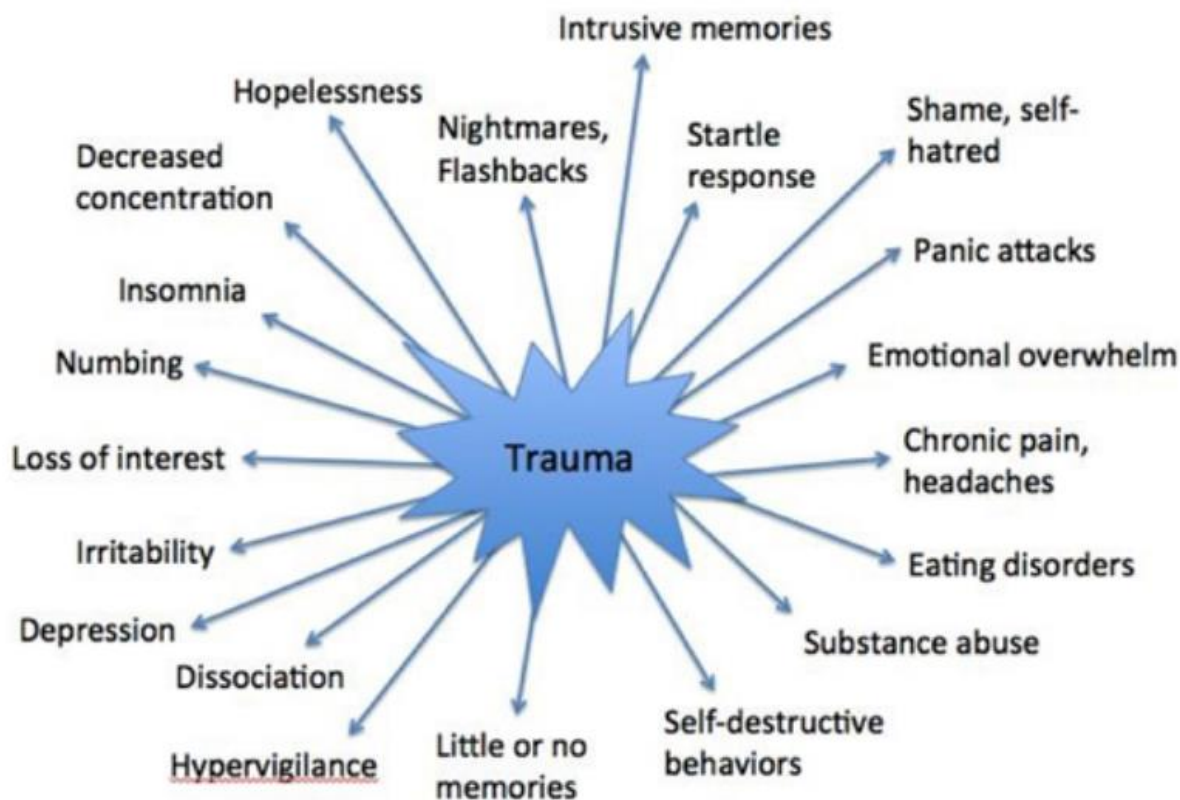 Intrusive memories
Hopelessness
Nightmares,
Flashbacks
Startle
response
Shame, self-
hatred
Decreased
concentration
Panic attacks
Insomnia
Numbing
Emotional overwhelm
Loss of interest
Trauma
Chronic pain,
headaches
Irritability
Eating disorders
Depression
Substance abuse
Dissociation
Hypervigilance
Little or no
memories
Self-destructive
behaviors